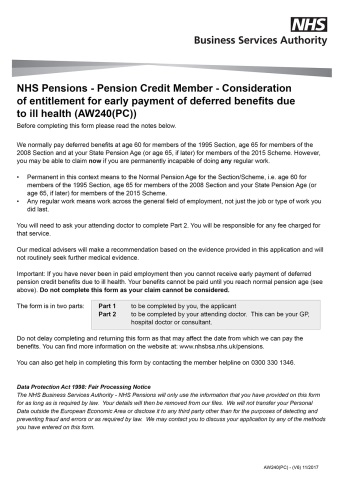 NHS
Business Services Authority
NHS Pensions - Pension Credit Member - Consideration
of entitlement for early payment of deferred benefits due
to ill health (AW240(PC))
Before completing this form please read the notes below.
We normally pay deferred benefits at age 60 for members of the 1995 Section, age 65 for members of the
2008 Section and at your State Pension Age (or age 65, if later) for members of the 2015 Scheme. However,
you may be able to claim now if you are permanently incapable of doing any regular work.
• Permanent in this context means to the Normal Pension Age for the Section/Scheme, i.e. age 60 for
members of the 1995 Section, age 65 for members of the 2008 Section and your State Pension Age (or
age 65, if later) for members of the 2015 Scheme.
• Any regular work means work across the general field of employment, not just the job or type of work you
did last.
You will need to ask your attending doctor to complete Part 2. You will be responsible for any fee charged for
that service.
Our medical advisers will make a recommendation based on the evidence provided in this application and will
not routinely seek further medical evidence.
Important: If you have never been in paid employment then you cannot receive early payment of deferred
pension credit benefits due to ill health. Your benefits cannot be paid until you reach normal pension age (see
above). Do not complete this form as your claim cannot be considered.
The form is in two parts: Part 1 to be completed by you, the applicant
Part 2 to be completed by your attending doctor. This can be your GP,
hospital doctor or consultant.
Do not delay completing and returning this form as that may affect the date from which we can pay the
benefits. You can find more information on the website at: www.nhsbsa.nhs.uk/pensions.
You can also get help in completing this form by contacting the member helpline on 0300 330 1346.
Data Protection Act 1998: Fair Processing Notice
The NHS Business Services Authority - NHS Pensions will only use the information that you have provided on this form
for as long as is required by law. Your details will then be removed from our files. We will not transfer your Personal
Data outside the European Economic Area or disclose it to any third party other than for the purposes of detecting and
preventing fraud and errors or as required by law. We may contact you to discuss your application by any of the methods
you have entered on this form.
AW240(PC) - (V6) 11/2017